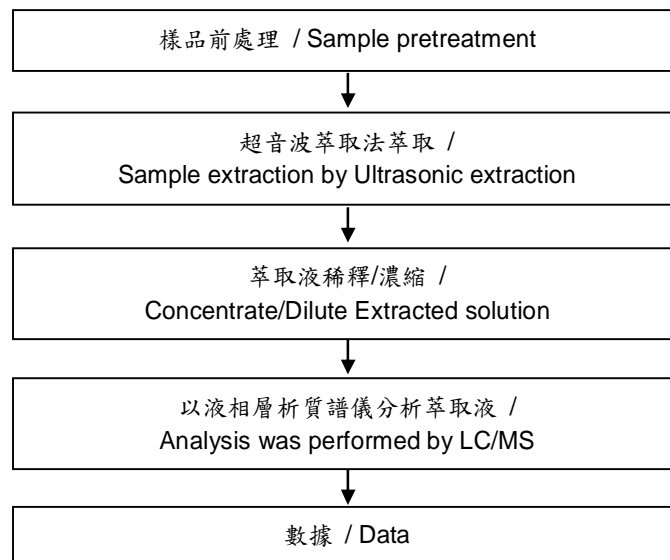 樣品前處理 / Sample pretreatment
超音波萃取法萃取 /
Sample extraction by Ultrasonic extraction
萃取液稀釋/濃縮 /
Concentrate/Dilute Extracted solution
以液相層析質譜儀分析萃取液 /
Analysis was performed by LC/MS
數據 / Data